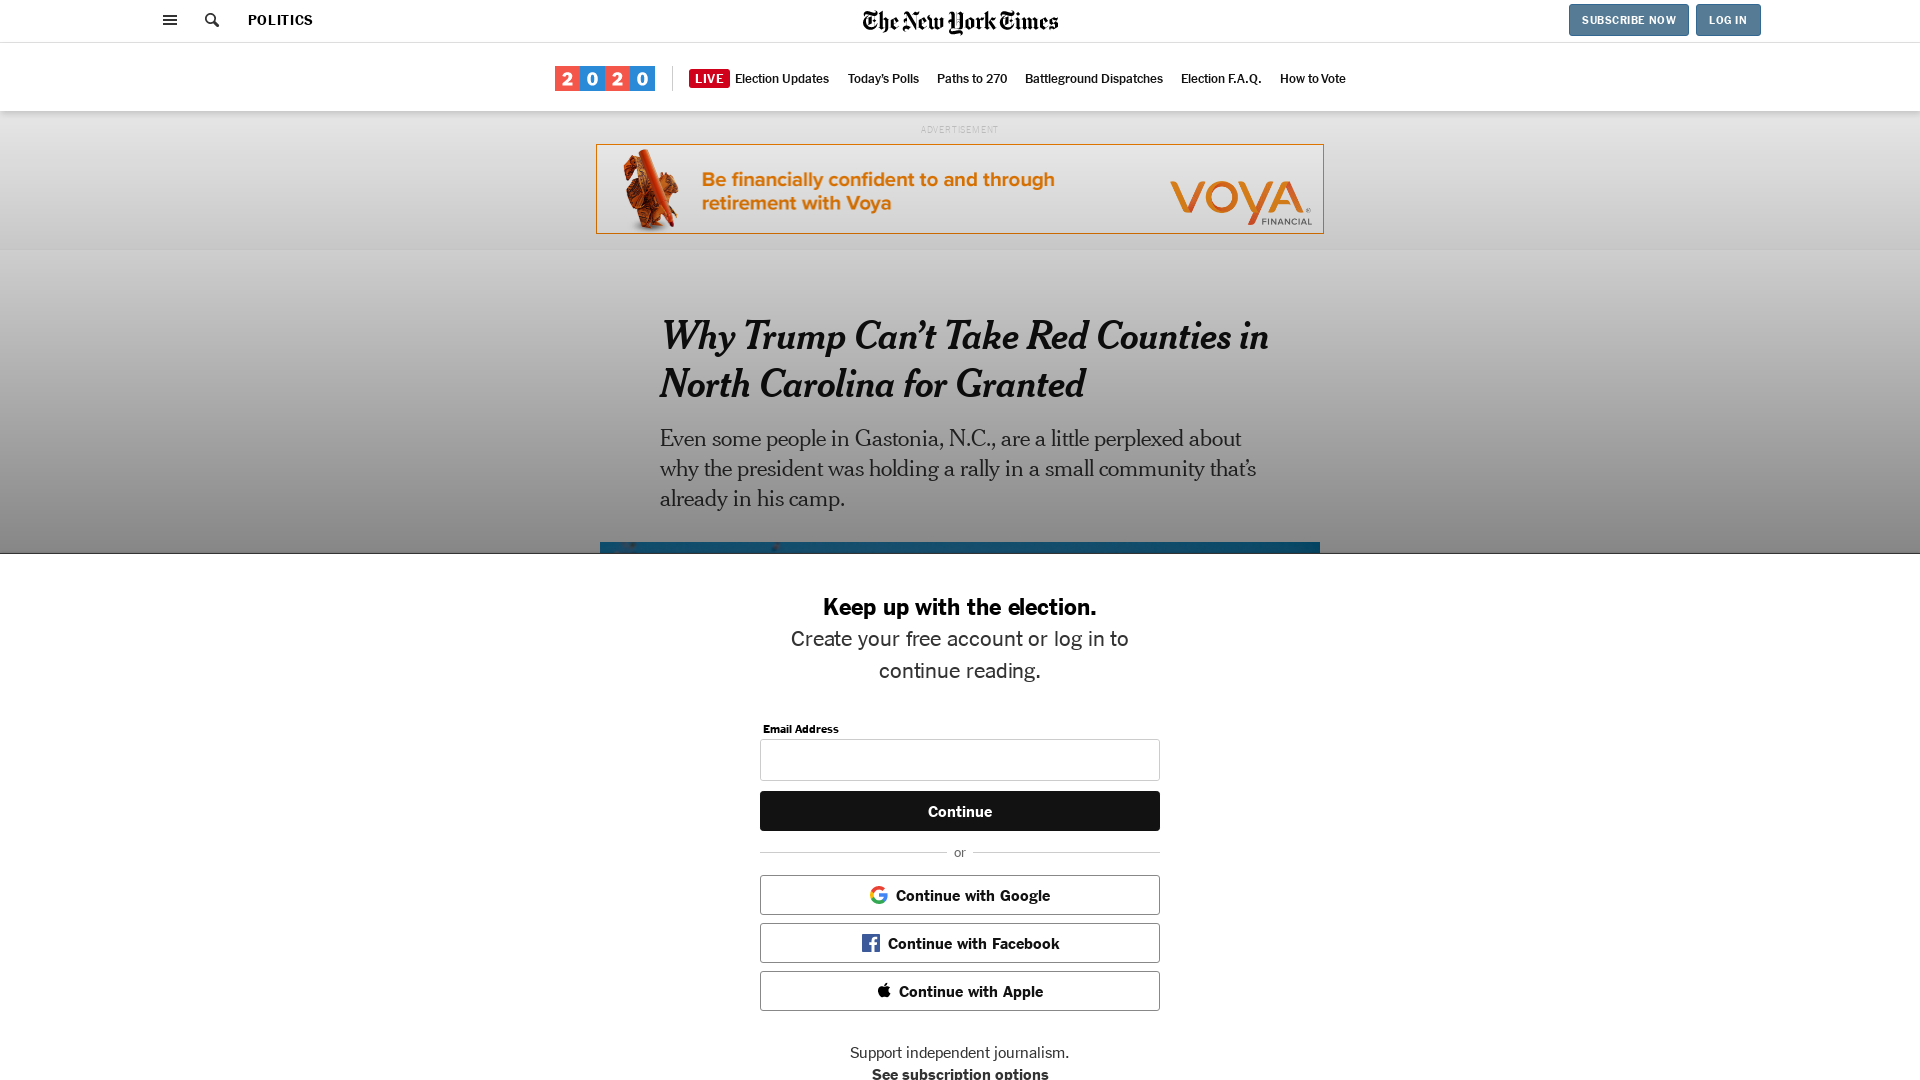 POLITICS
The New York Times
SUBSCRIBE NOW
LOG IN
2020
LIVE Election Updates
Today's Polls
Paths to 270
Battleground Dispatches
Election F.A.Q.
How to Vote
ADVERTISEMENT
Be financially confident to and through
retirement with Voya
VOYA®
FINANCIAL
Why Trump Can’t Take Red Counties in
North Carolina for Granted
Even some people in Gastonia, N.C., are a little perplexed about
why the president was holding a rally in a small community that’s
already in his camp.
Keep up with the election.
Create your free account or log in to
continue reading.
Email Address
Continue
or
Continue with Google
Continue with Facebook
Continue with Apple
Support independent journalism.
See subscription options